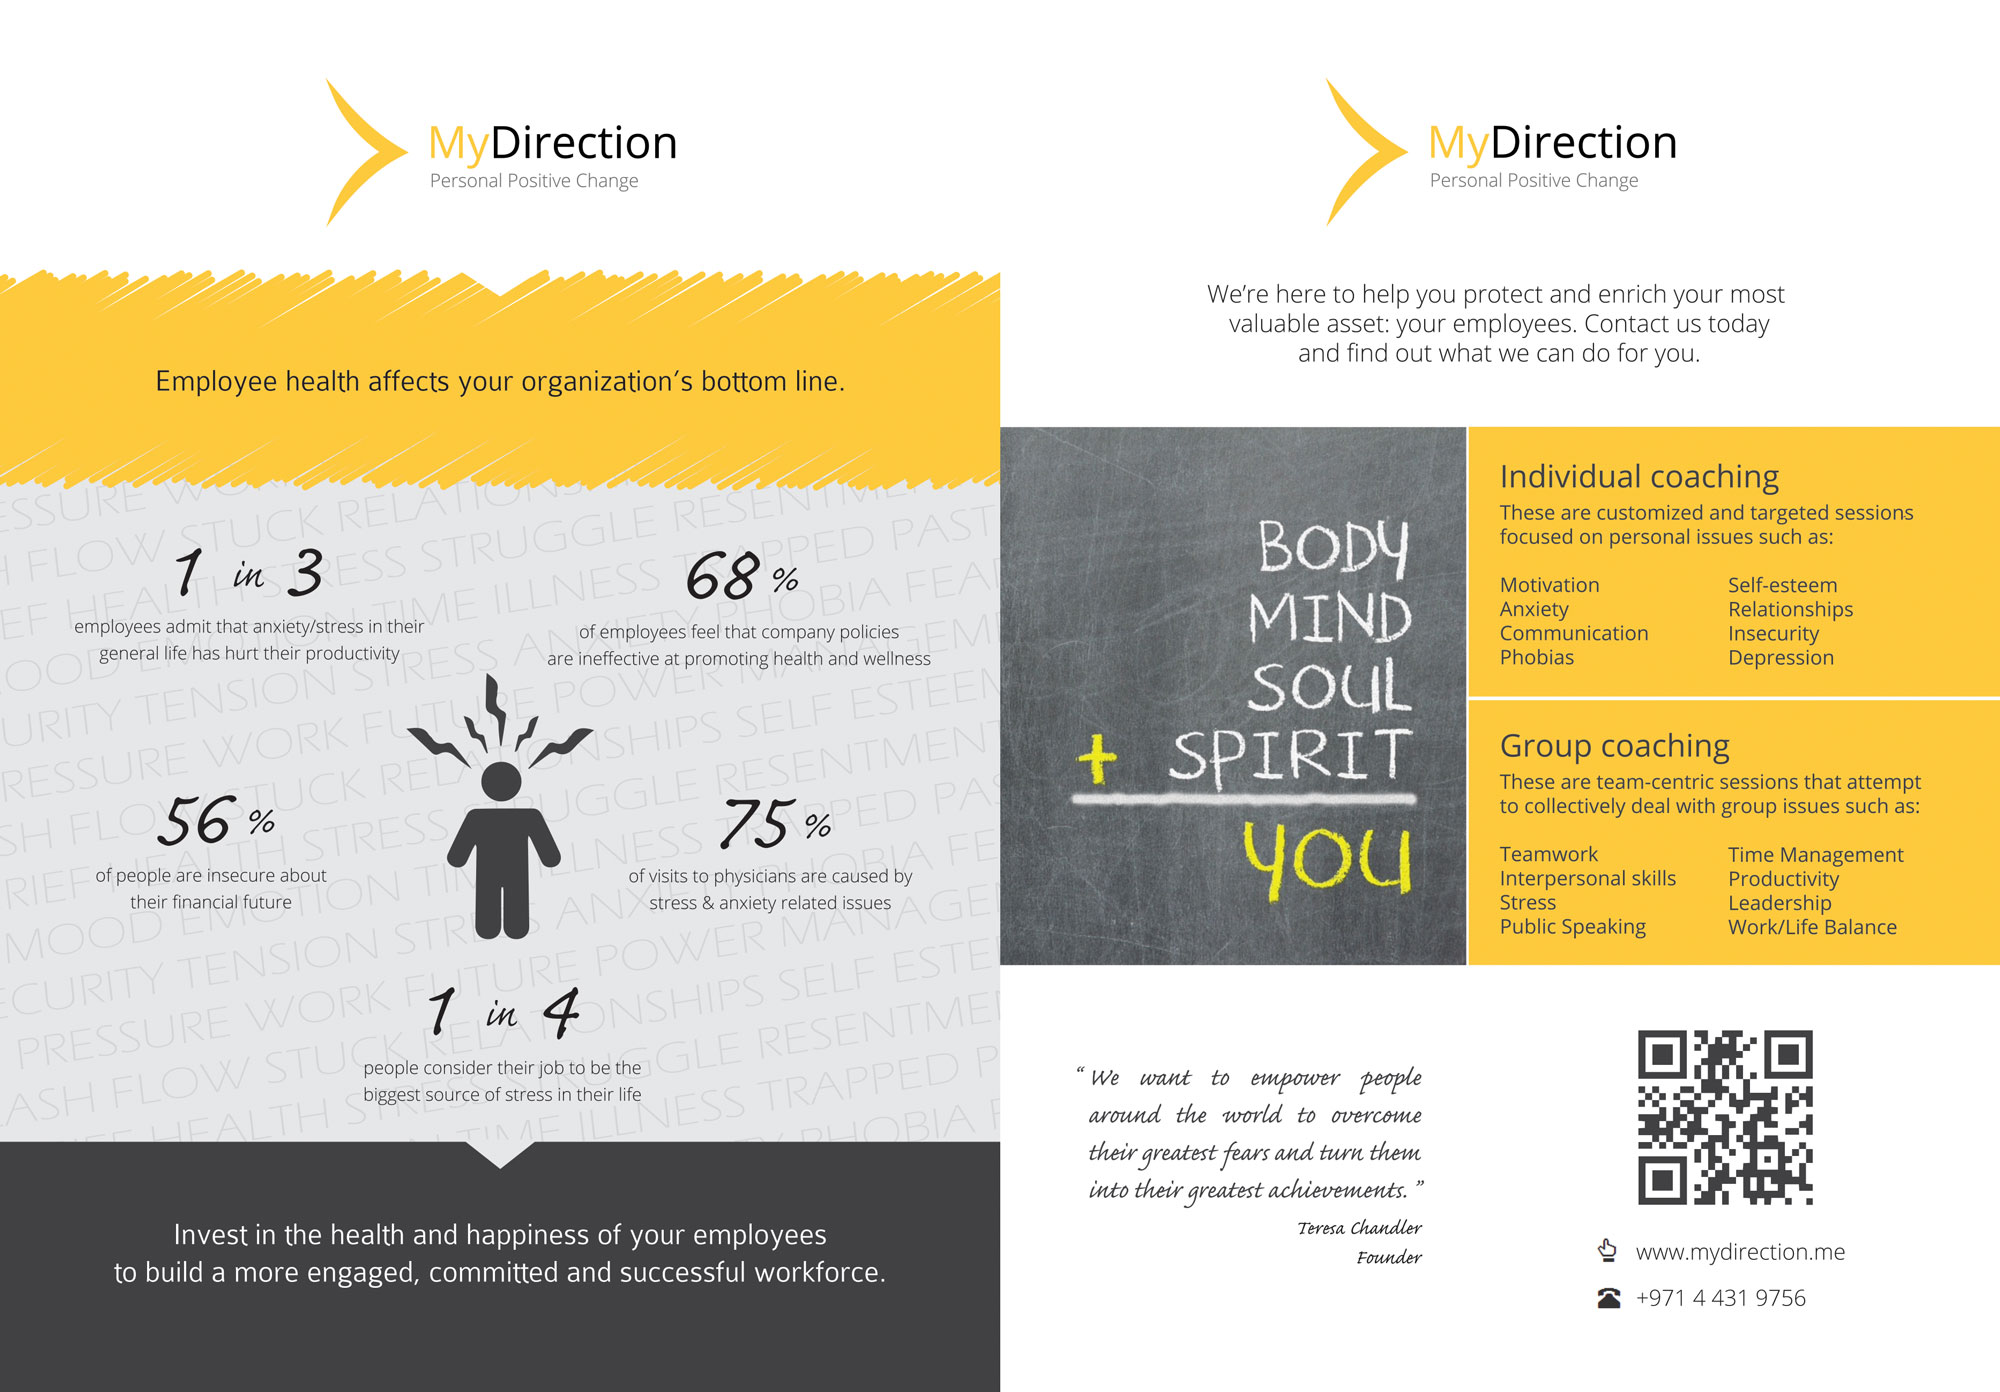 MyDirection
Personal Positive Change
Employee health affects your organization's bottom line.
1 in 3
employees admit that anxiety/stress in their
general life has hurt their productivity
68 %
of employees feel that company policies
are ineffective at promoting health and wellness
56 %
of people are insecure about
their financial future
75 %
of visits to physicians are caused by
stress & anxiety related issues
1 in 4
people consider their job to be the
biggest source of stress in their life
Invest in the health and happiness of your employees
to build a more engaged, committed and successful workforce.
MyDirection
Personal Positive Change
We're here to help you protect and enrich your most
valuable asset: your employees. Contact us today
and find out what we can do for you.
BODY
MIND
SOUL
+ SPIRIT
YOU
Individual coaching
These are customized and targeted sessions
focused on personal issues such as:
Motivation
Anxiety
Communication
Phobias
Self-esteem
Relationships
Insecurity
Depression
Group coaching
These are team-centric sessions that attempt
to collectively deal with group issues such as:
Teamwork
Interpersonal skills
Stress
Public Speaking
Time Management
Productivity
Leadership
Work/Life Balance
“ We want to empower people
around the world to overcome
their greatest fears and turn them
into their greatest achievements. ”
Teresa Chandler
Founder
www.mydirection.me
+971 4 431 9756